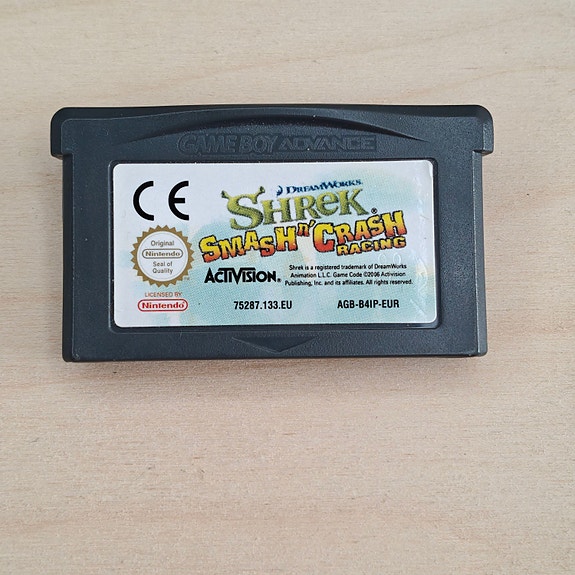 GAME BOY ADVANCE
CE
DREAMWORKS
SHREK®
SMASH n' CRASH
RACING
Original
Nintendo
Seal of
Quality
ACTIVISION®
Shrek is a registered trademark of DreamWorks
Animation L.L.C. Game Code ©2006 Activision
Publishing, Inc. and its affiliates. All rights reserved.
LICENSED BY
Nintendo
75287.133.EU
AGB-B4IP-EUR